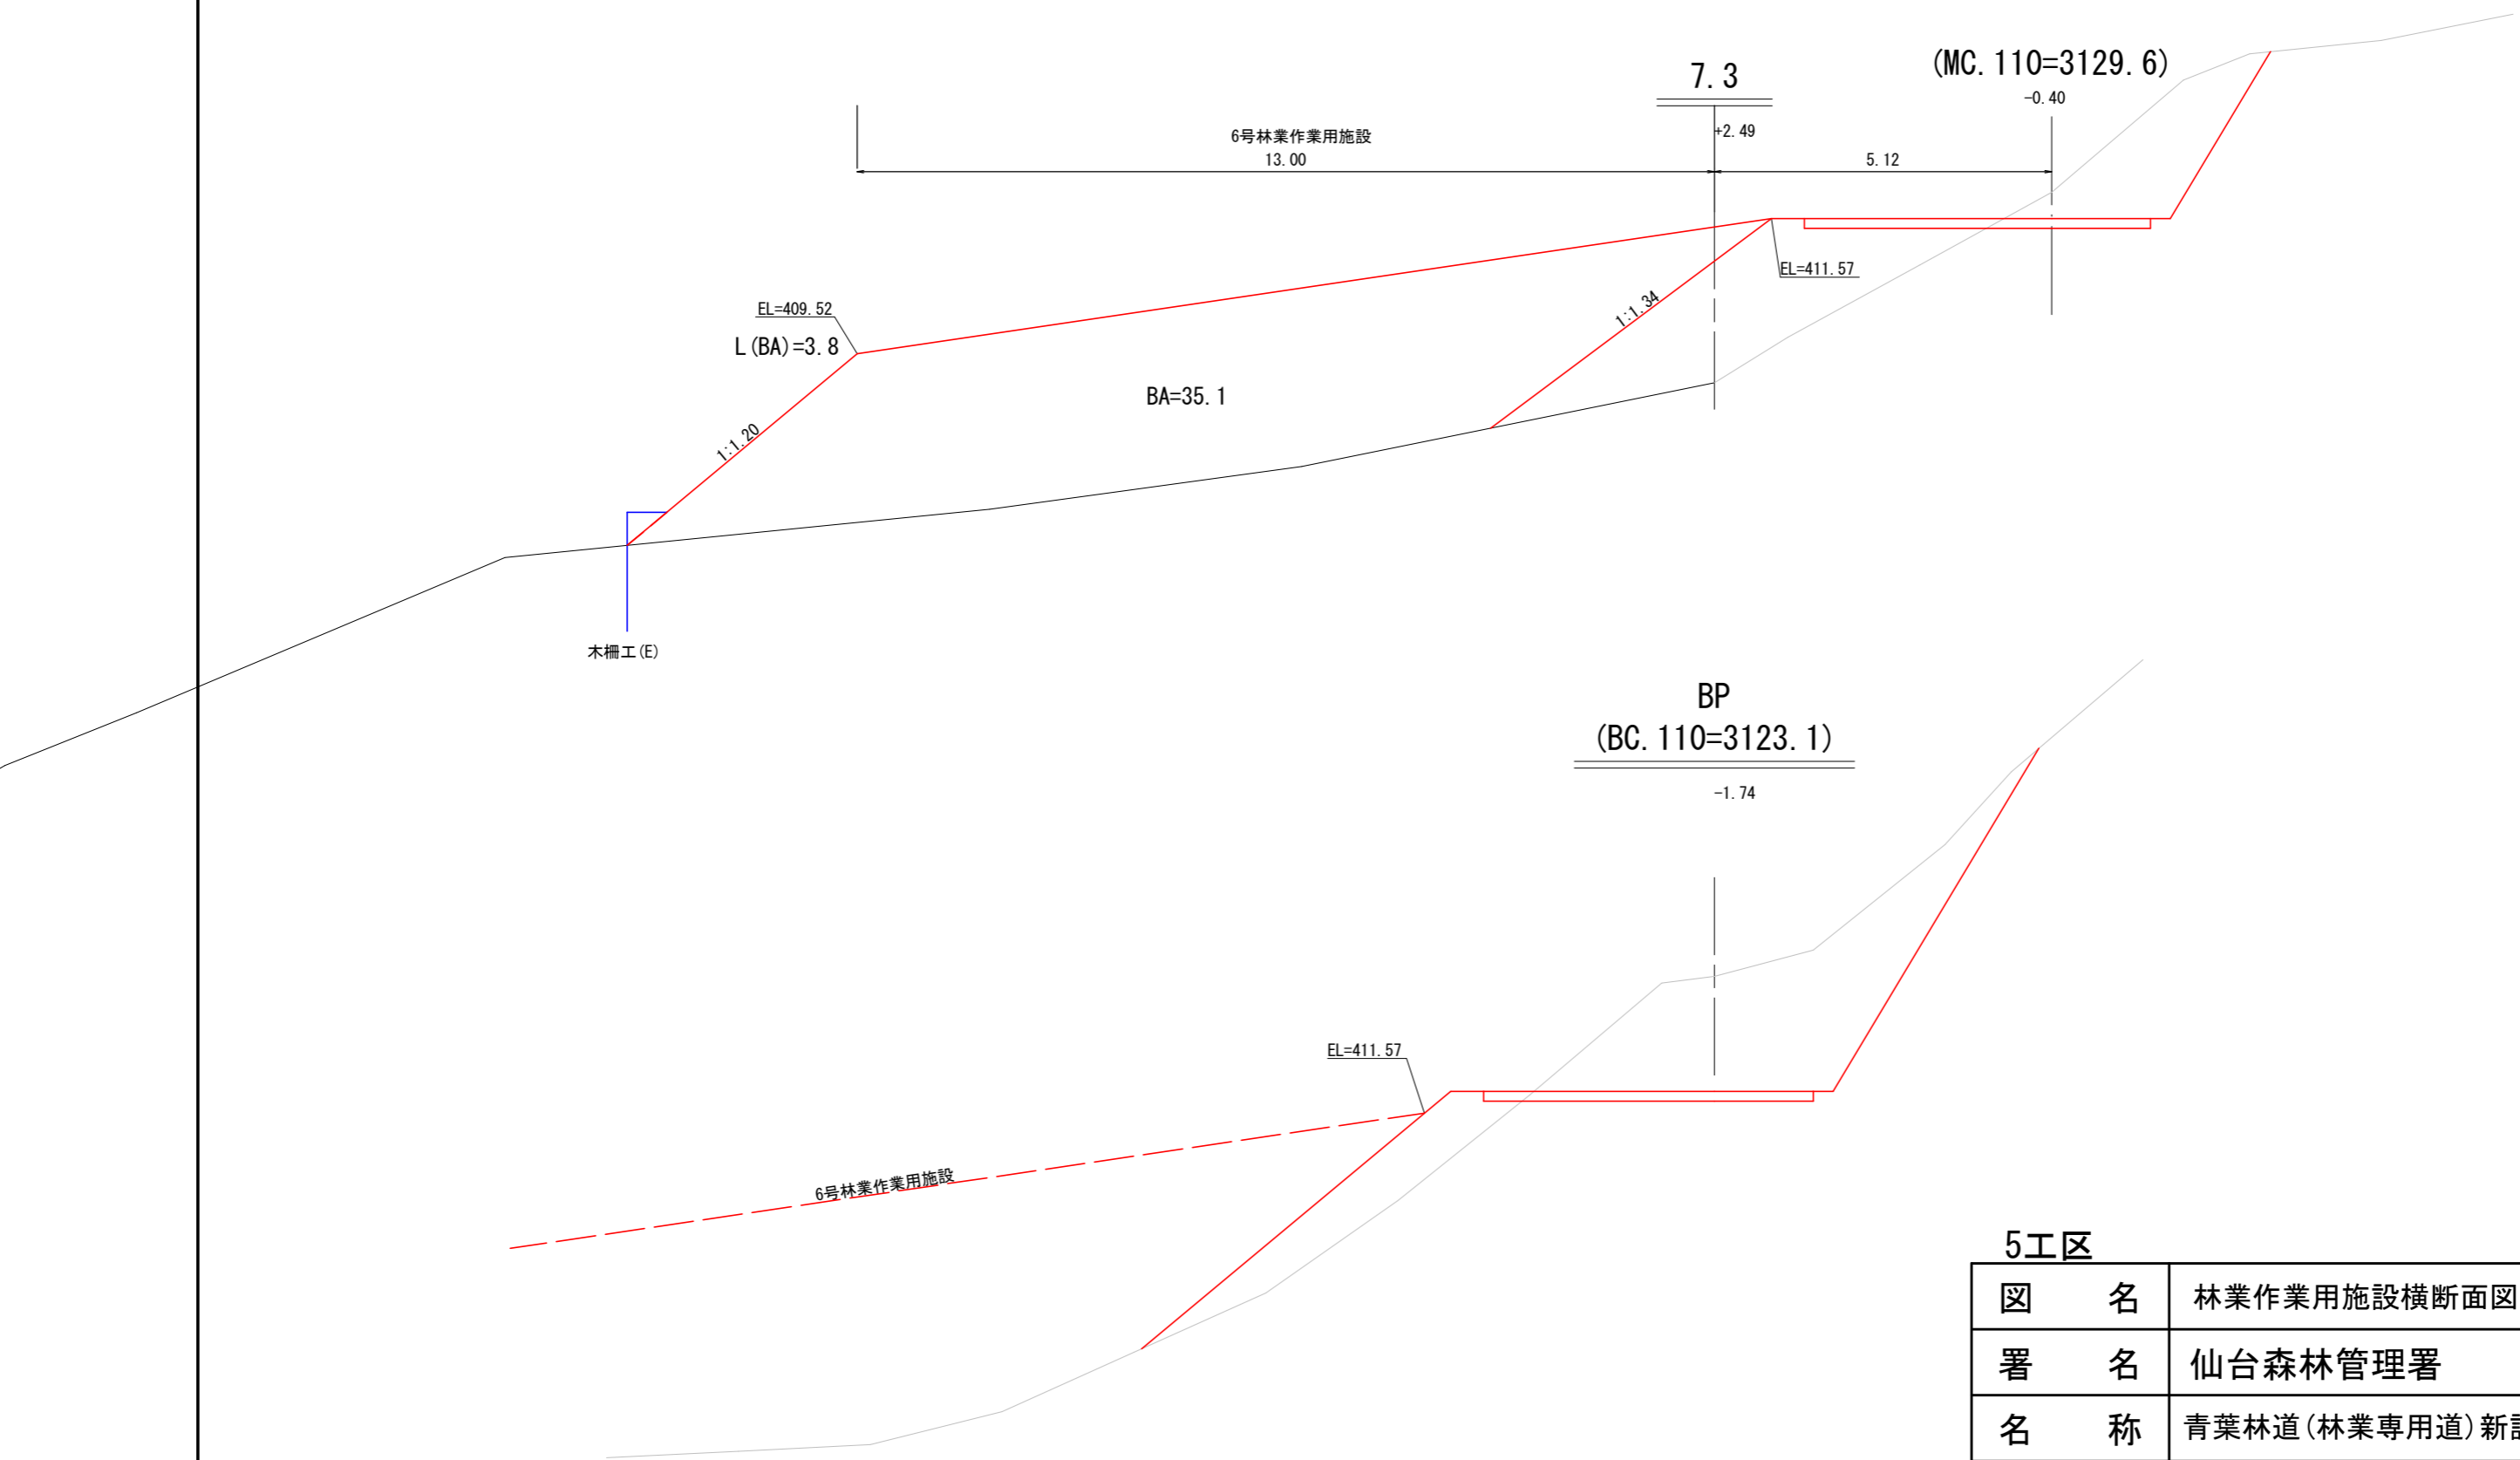 7.3
(MC.110=3129.6)
-0.40
+2.49
6号林業作業用施設
13.00
5.12
EL=411.57
EL=409.52
L(BA)=3.8
1:1.34
BA=35.1
1:1.20
木柵工(E)
BP
(BC.110=3123.1)
-1.74
EL=411.57
6号林業作業用施設
5工区
図 名 林業作業用施設横断面図
署 名 仙台森林管理署
名 称 青葉林道(林業専用道)新